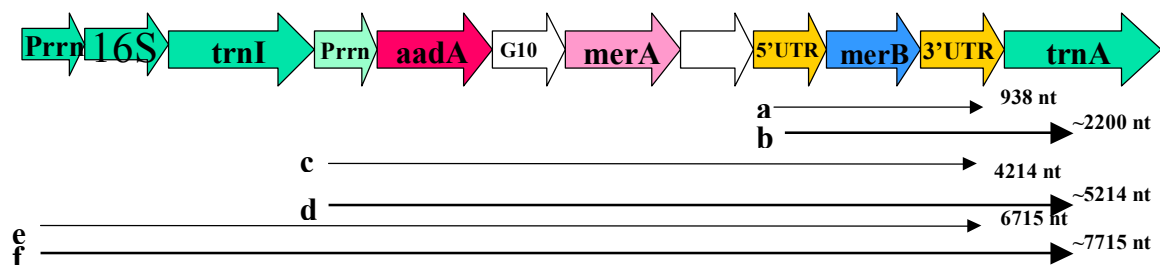 Prrn 16S trnI Prrn aadA G10 merA 5'UTR merB 3'UTR trnA
a 938 nt
b ~2200 nt
c 4214 nt
d ~5214 nt
e 6715 nt
f ~7715 nt